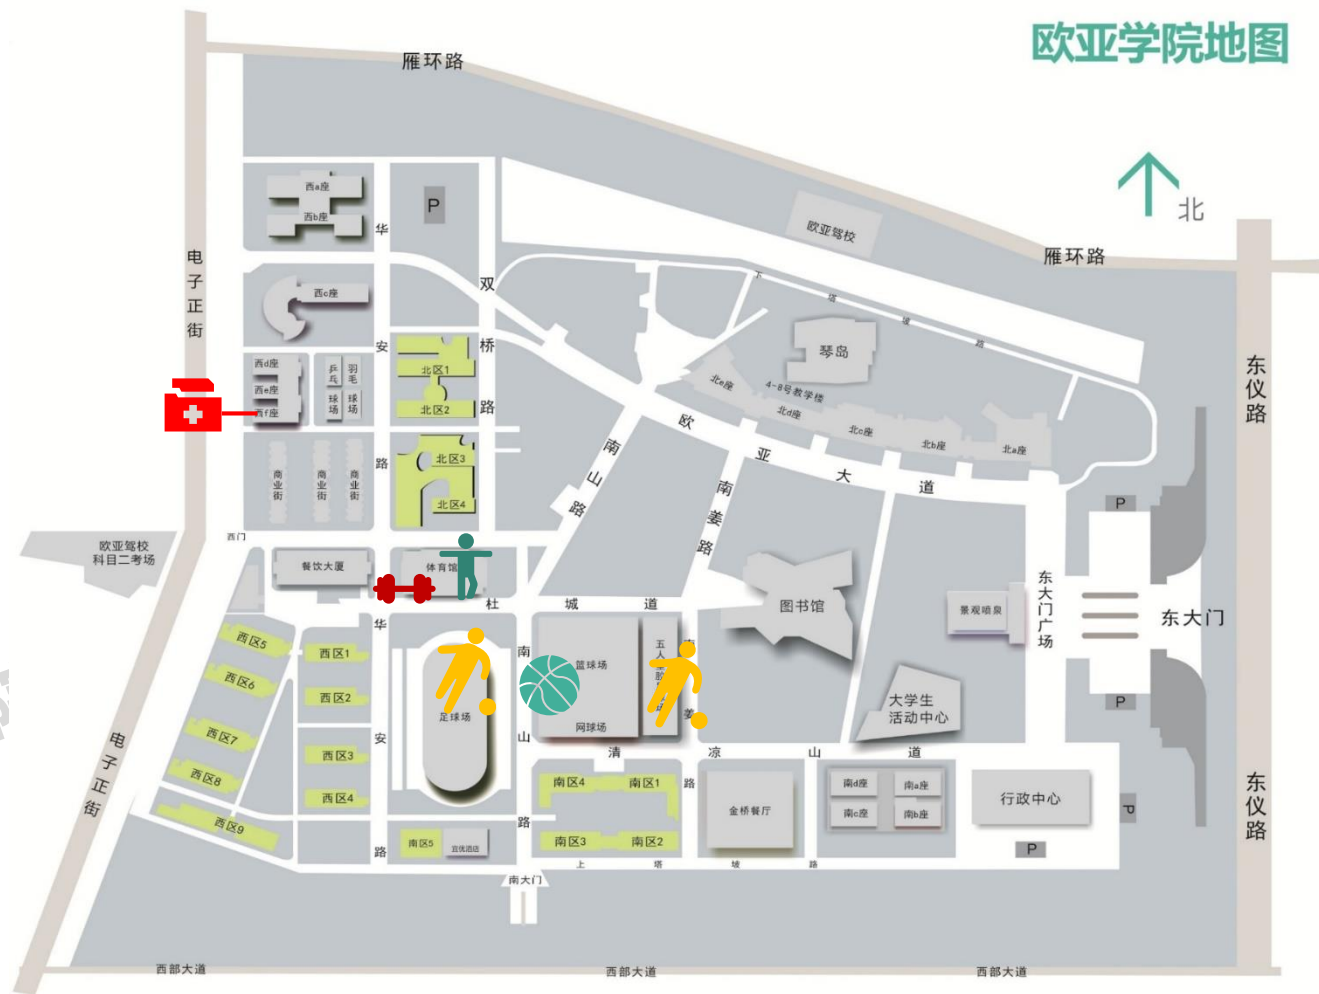 欧亚学院地图
雁环路
北
西a座
西b座
P
华
欧亚驾校
雁环路
电子正街
双
西c座
下塔坡路
安
桥
琴岛
东仪路
西d座
西e座
西f座
乒乓球场
羽毛球场
北区1
北区2
路
北e座
4-8号教学楼
北d座
北c座
北b座
北a座
欧亚大道
南山路
南姜路
路
北区3
北区4
商业街
商业街
商业街
P
西门
欧亚驾校
科目二考场
餐饮大厦
体育馆
杜城道
图书馆
景观喷泉
东大门广场
东大门
华
西区5
西区6
西区7
西区8
西区9
西区1
西区2
西区3
西区4
安
路
足球场
南
山
路
篮球场
网球场
五人
姜
路
大学生
活动中心
P
清凉山道
电子正街
南区4
南区1
南区3
南区2
南区5
金桥餐厅
南d座
南a座
南c座
南b座
行政中心
P
P
东仪路
上塔坡路
南大门
西部大道
西部大道
西部大道